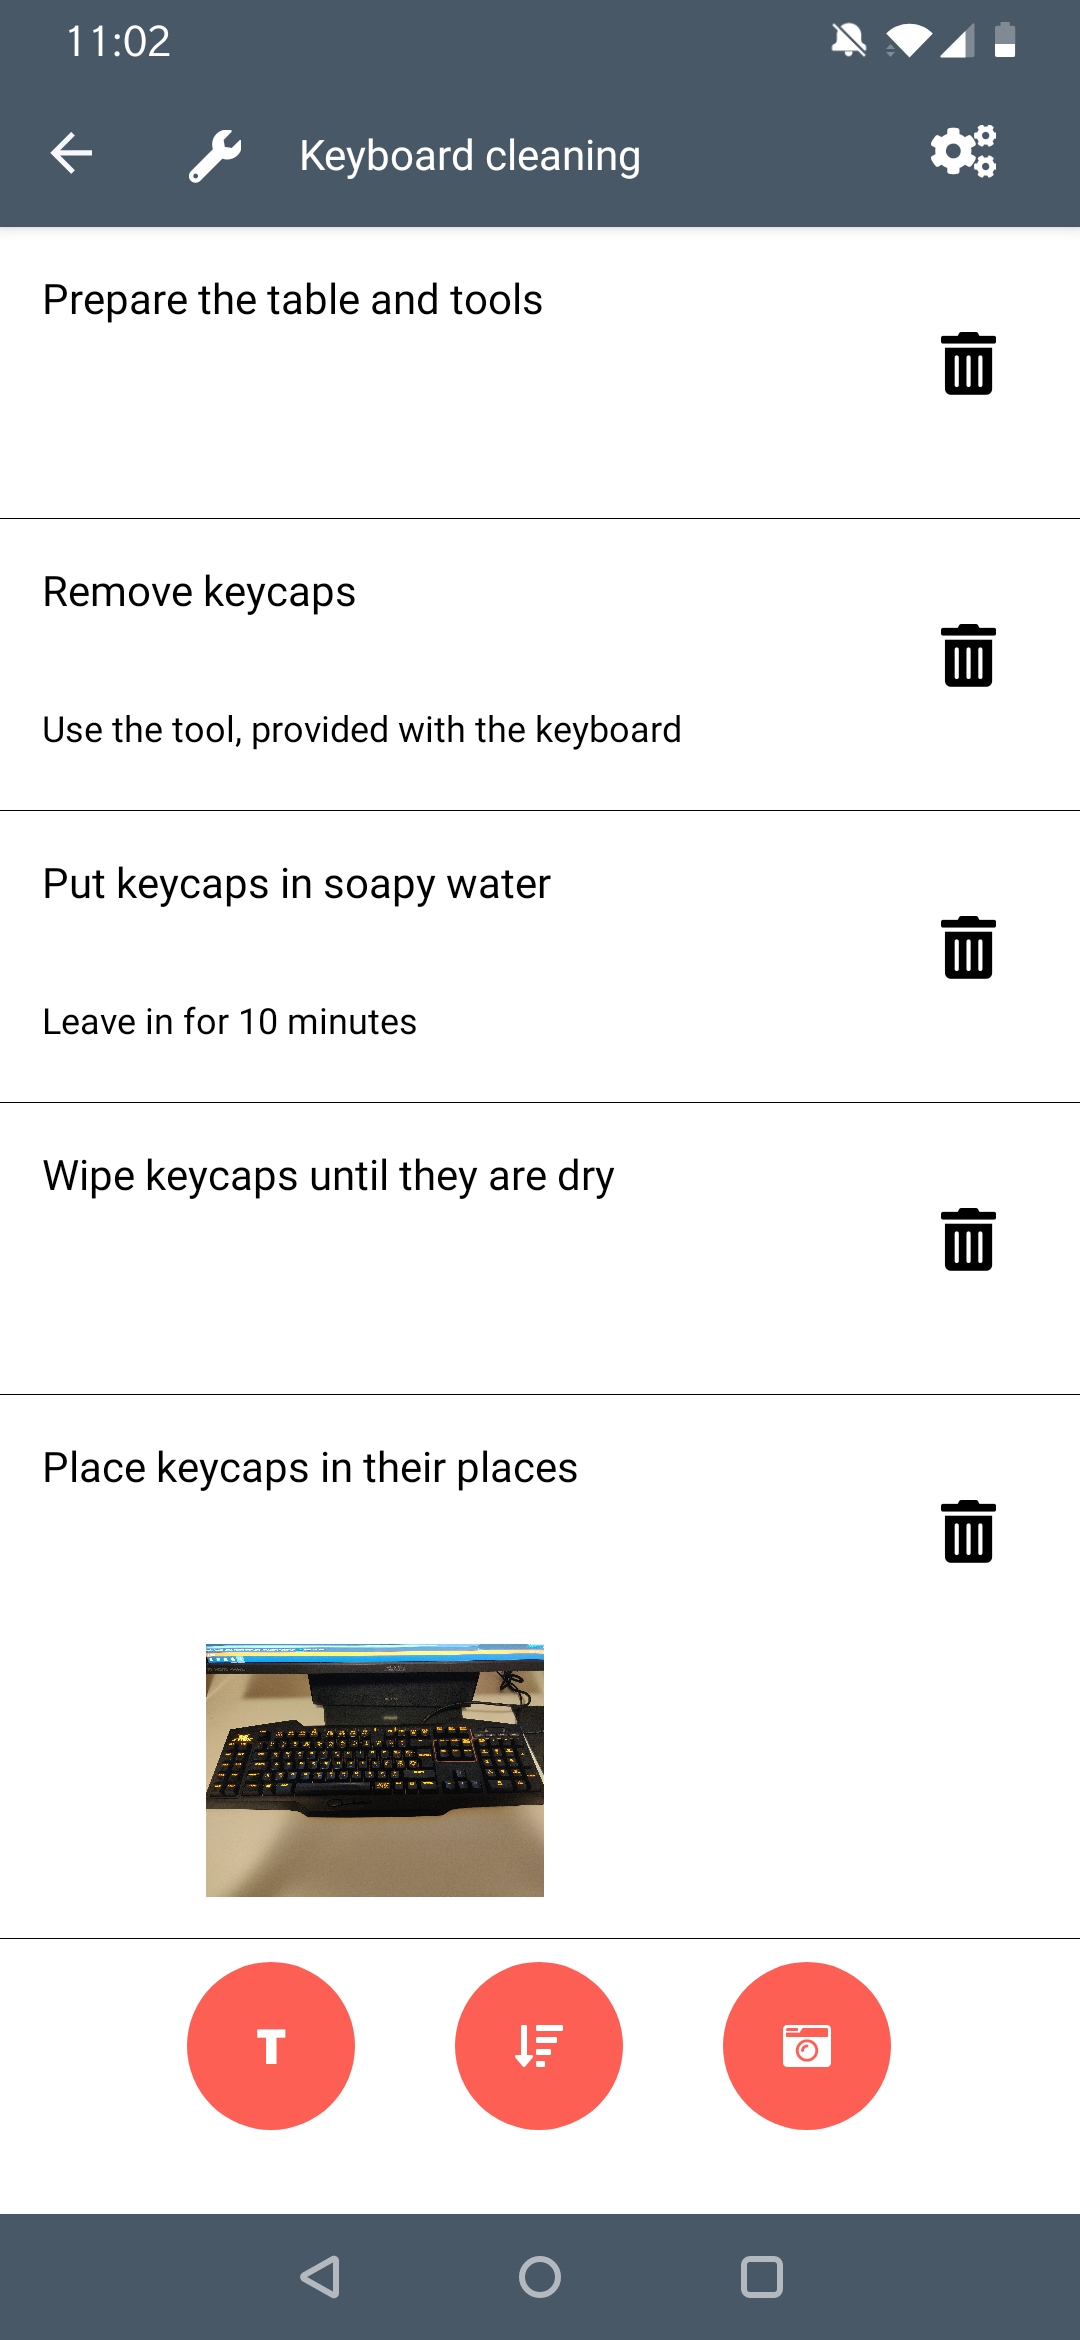 11:02
Keyboard cleaning
Prepare the table and tools
Remove keycaps
Use the tool, provided with the keyboard
Put keycaps in soapy water
Leave in for 10 minutes
Wipe keycaps until they are dry
Place keycaps in their places
T